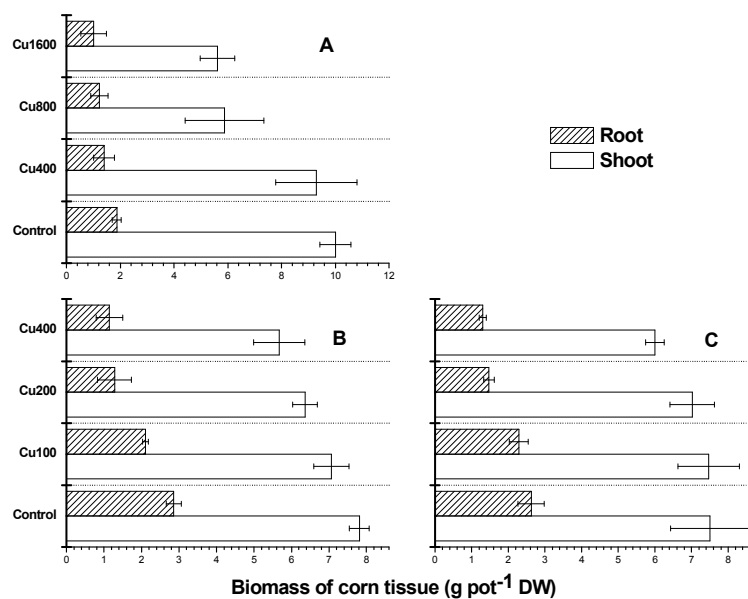 Cu1600
Cu800
Cu400
Control
A
0 2 4 6 8 10 12
Root
Shoot
Cu400
Cu200
Cu100
Control
B
0 1 2 3 4 5 6 7 8
C
0 1 2 3 4 5 6 7 8
Biomass of corn tissue (g pot⁻¹ DW)